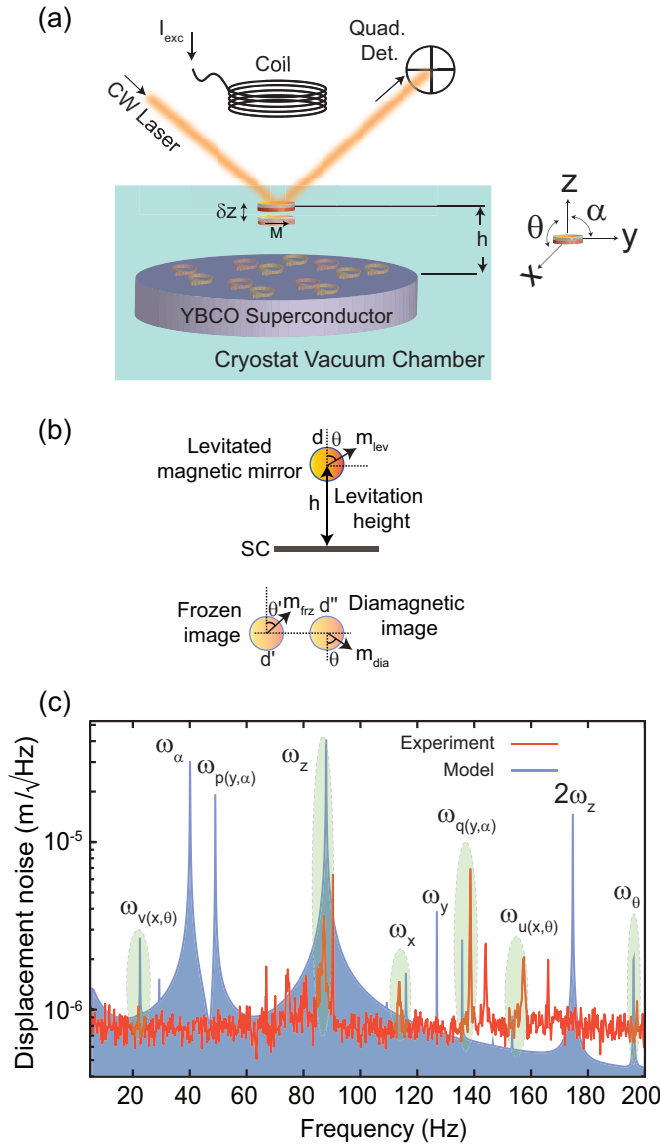 (a)
I_exc
Coil
Quad.
Det.
CW Laser
δz
M
h
z
θ
α
y
x
YBCO Superconductor
Cryostat Vacuum Chamber
(b)
d θ
m_lev
Levitated
magnetic mirror
h
Levitation
height
SC
θ' m_frz
d''
Frozen
image
Diamagnetic
image
d'
θ
m_dia
(c)
Displacement noise (m/√Hz)
10^-5
10^-6
Experiment
Model
ω_v(x,θ)
ω_α
ω_p(y,α)
ω_z
ω_x
ω_y
ω_q(y,α)
ω_u(x,θ)
2ω_z
ω_θ
20 40 60 80 100 120 140 160 180 200
Frequency (Hz)